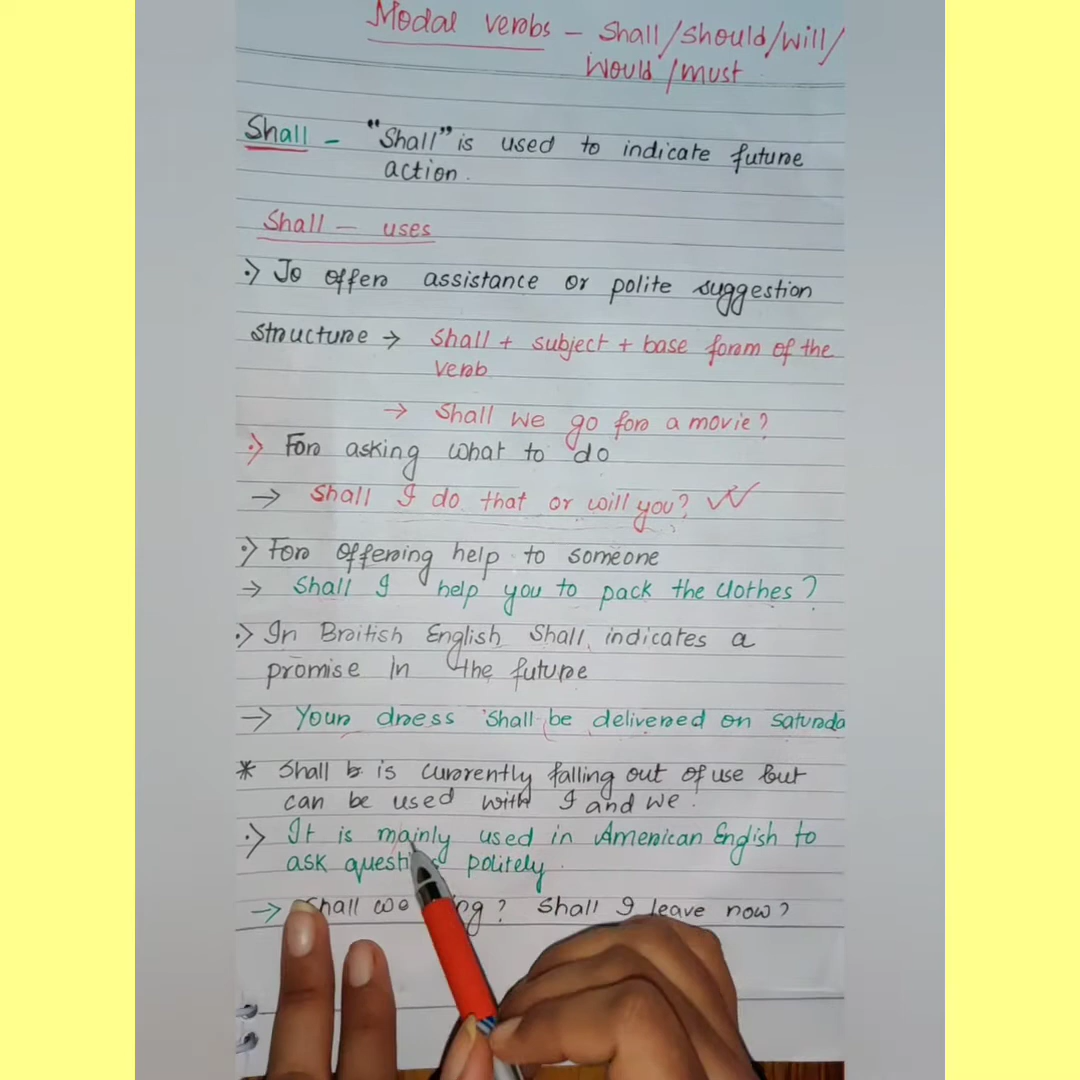 Modal verbs - Shall/Should/Will/
Would/must
Shall - "Shall" is used to indicate future
action.
Shall - uses
To offer assistance or polite suggestion
structure → shall + subject + base form of the
verb
→ Shall we go for a movie?
For asking what to do
→ Shall I do that or will you?
For offering help to someone
→ Shall I help you to pack the clothes?
In British English Shall indicates a
promise in the future
→ Your dress shall be delivered on saturda
* Shall is currently falling out of use but
can be used with I and we.
It is mainly used in American English to
ask politely.
→ Shall we ? Shall I leave now?